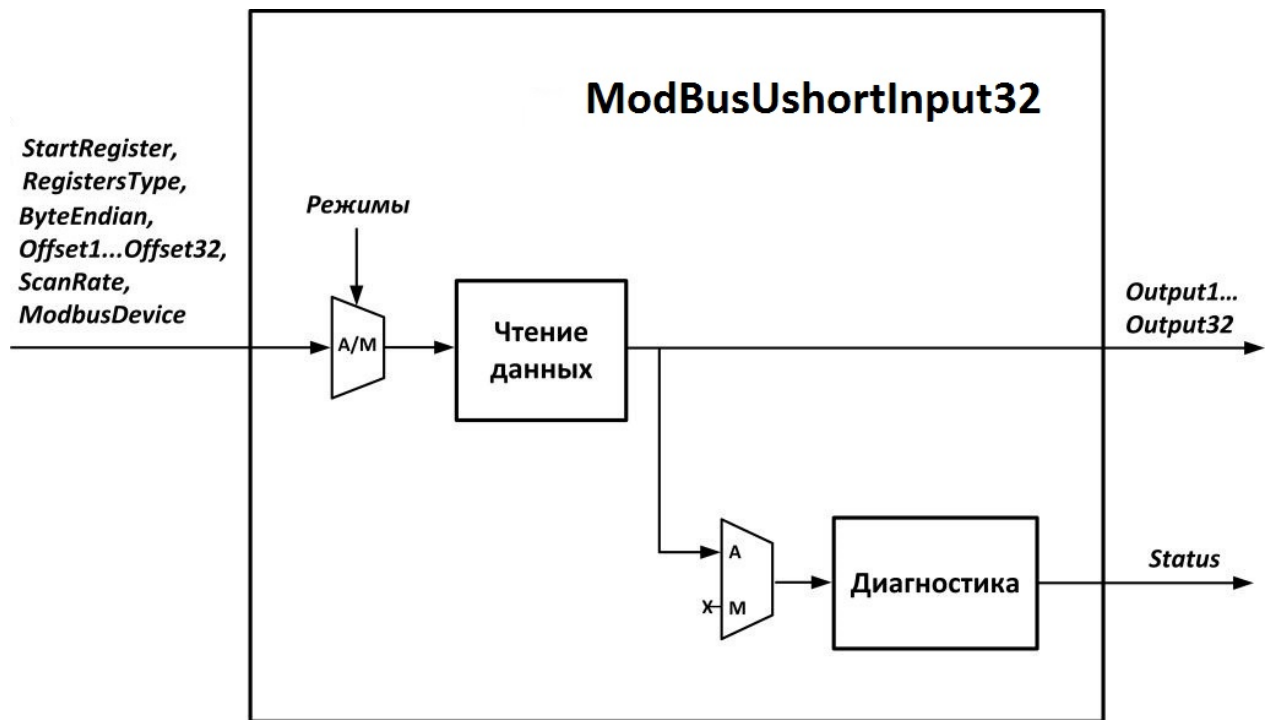 ModBusUshortInput32
StartRegister,
RegistersType,
ByteEndian,
Offset1...Offset32,
ScanRate,
ModbusDevice
Режимы
A/M
Чтение
данных
Output1...
Output32
A
X
M
Диагностика
Status